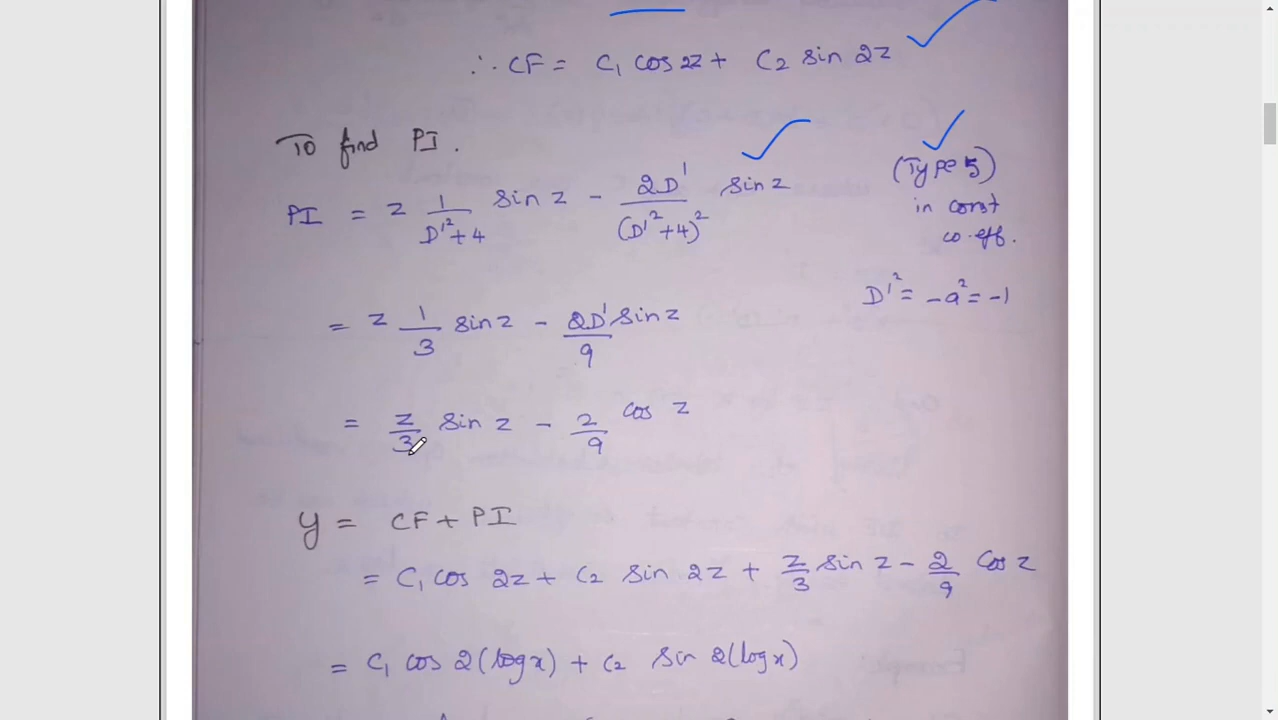 ∴ CF = C₁ cos 2z + C₂ sin 2z
To find PI.
PI = z 1/(D'²+4) sin z − 2D'/(D'²+4)² sin z
(Type 5)
in const
co.eff.
D'² = −a² = −1
= z 1/3 sin z − 2D' sin z/9
= z/3 sin z − 2/9 cos z
y = CF + PI
= C₁ cos 2z + C₂ sin 2z + z/3 sin z − 2/9 cos z
= C₁ cos 2(log x) + C₂ sin 2(log x)